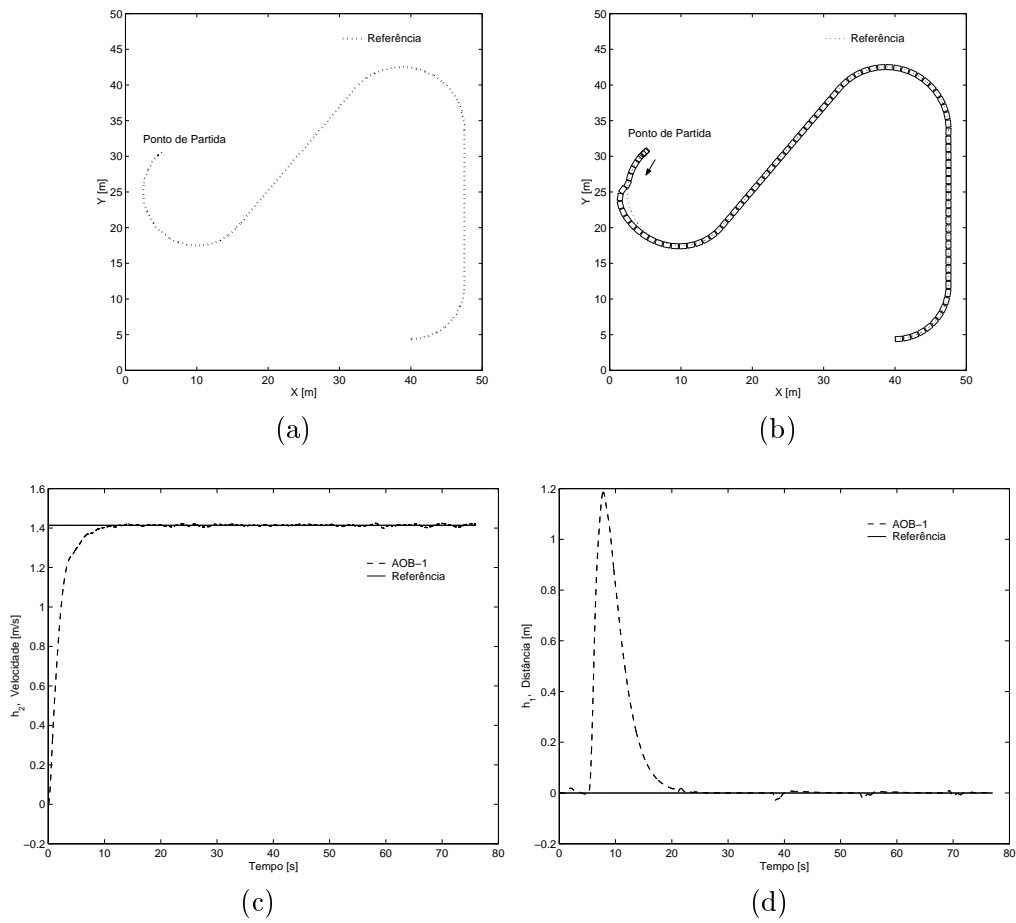 50
45
40
35
30
25
20
15
10
5
0
Y [m]
Referência
Ponto de Partida
0 10 20 30 40 50
X [m]
(a)
50
45
40
35
30
25
20
15
10
5
0
Y [m]
Referência
Ponto de Partida
0 10 20 30 40 50
X [m]
(b)
1.6
1.4
1.2
1
0.8
0.6
0.4
0.2
0
−0.2
h2, Velocidade [m/s]
AOB−1
Referência
0 10 20 30 40 50 60 70 80
Tempo [s]
(c)
1.2
1
0.8
0.6
0.4
0.2
0
−0.2
h1, Distância [m]
AOB−1
Referência
0 10 20 30 40 50 60 70 80
Tempo [s]
(d)